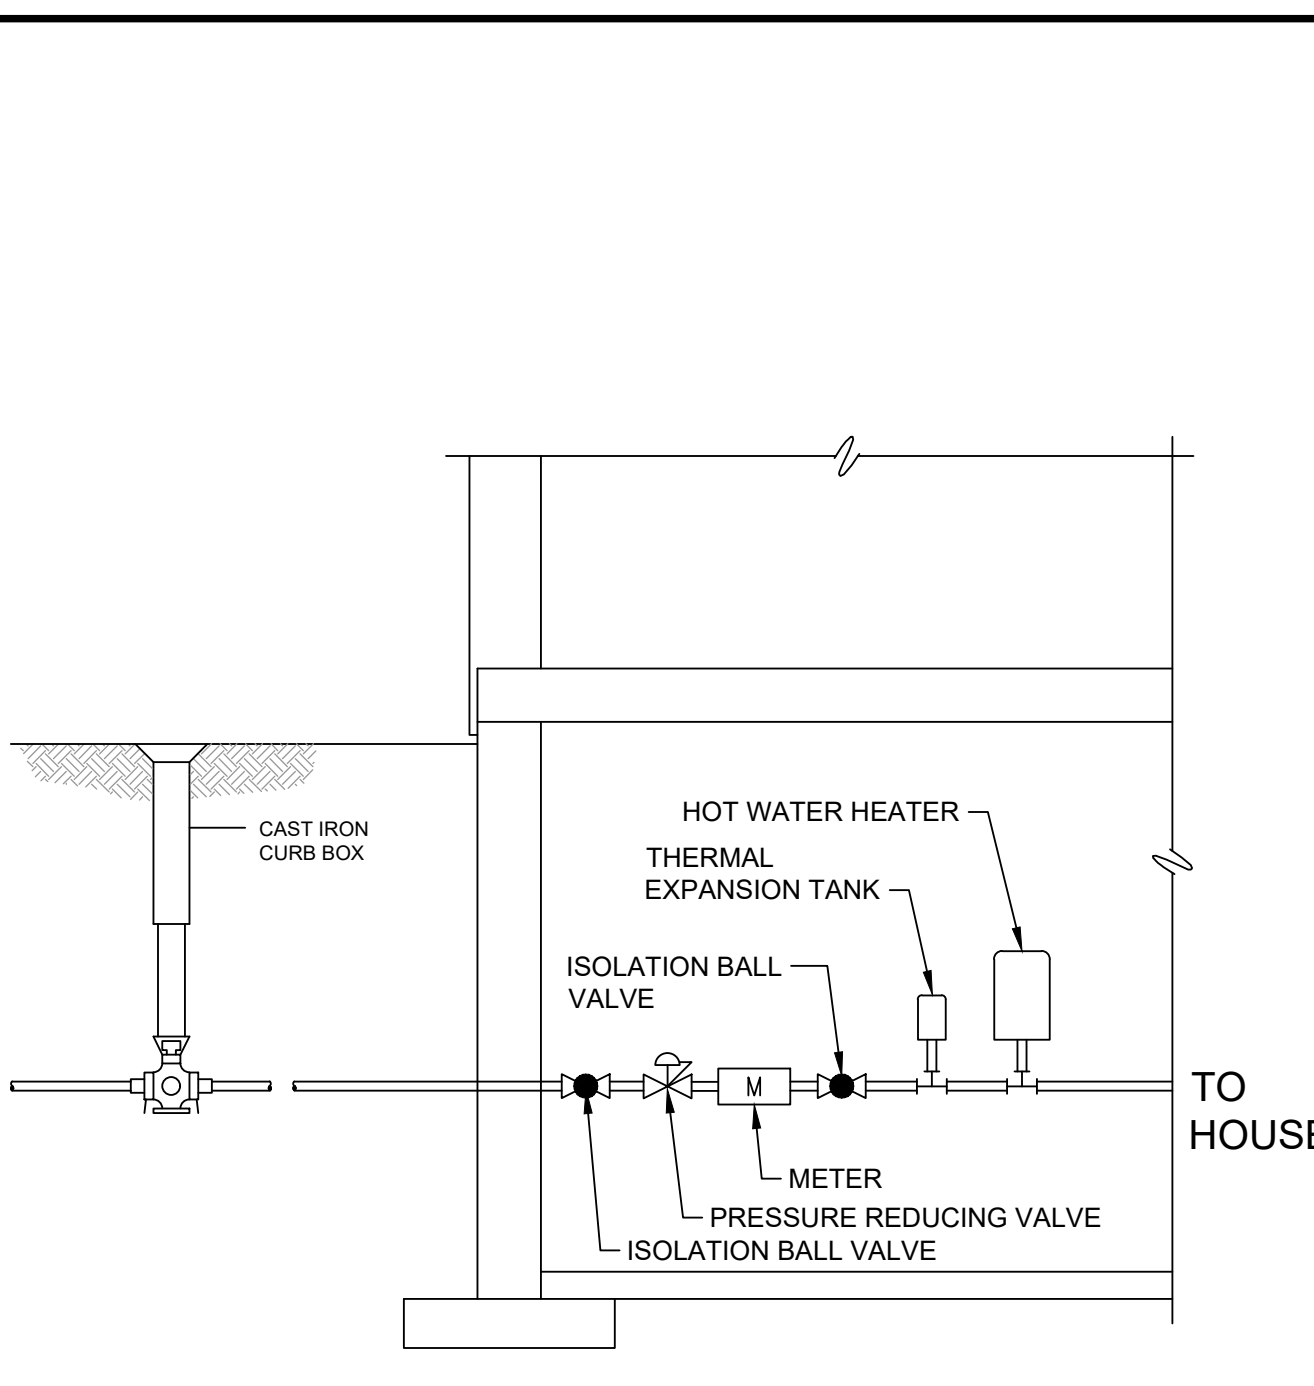 HOT WATER HEATER
THERMAL
EXPANSION TANK
CAST IRON
CURB BOX
ISOLATION BALL
VALVE
M
TO
HOUSE
METER
PRESSURE REDUCING VALVE
ISOLATION BALL VALVE